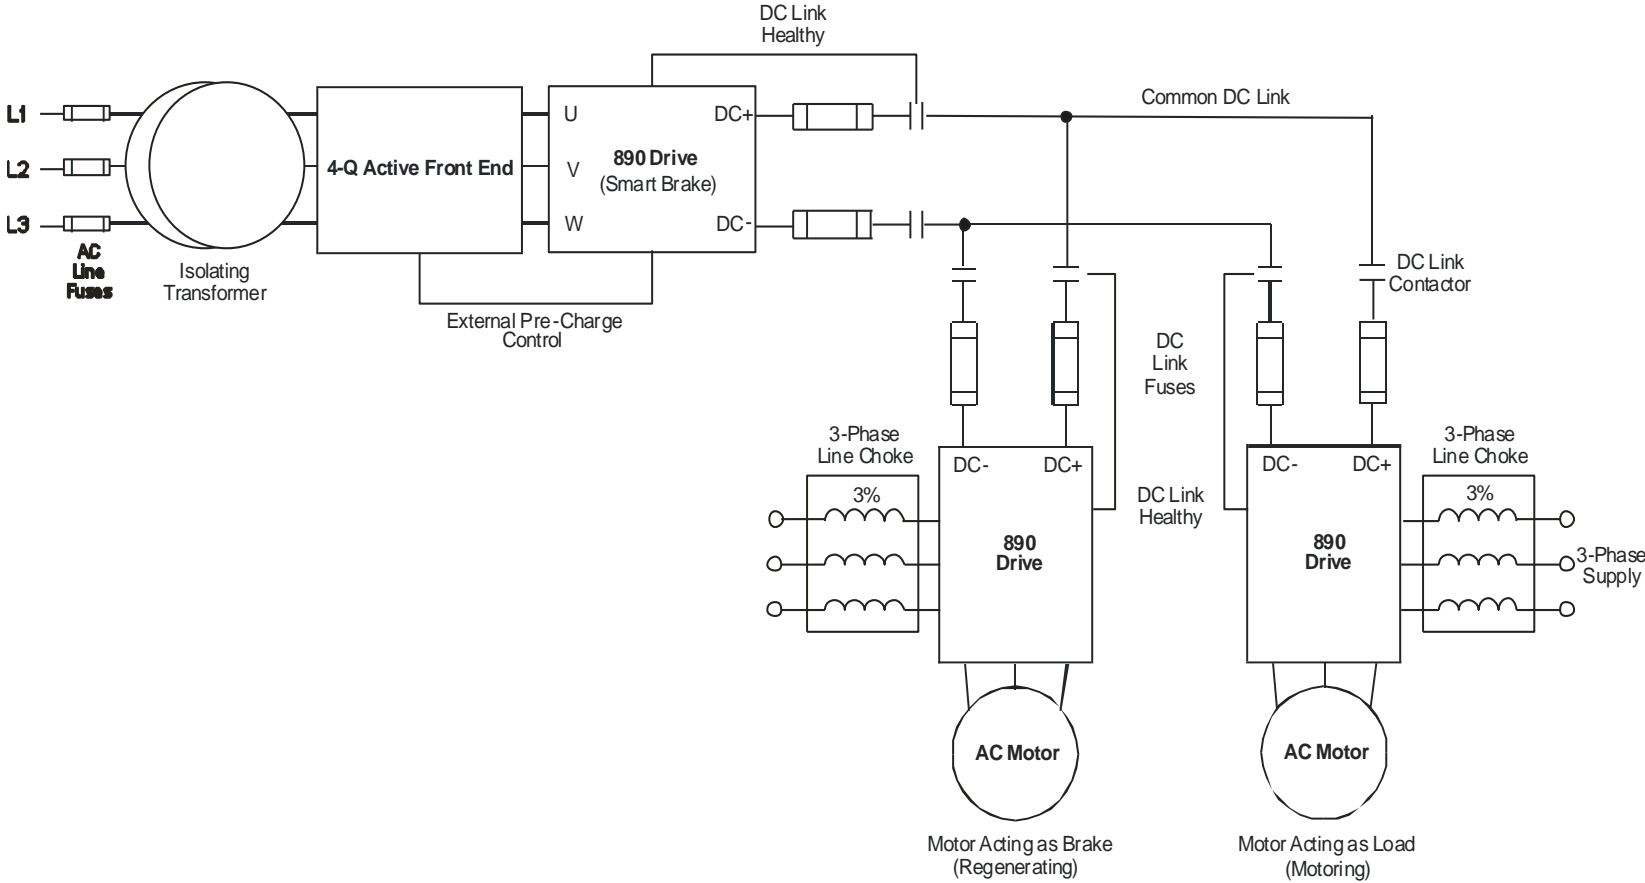 DC Link
Healthy
Common DC Link
L1
L2
L3
AC
Line
Fuses
Isolating
Transformer
4-Q Active Front End
U
V
W
890 Drive
(Smart Brake)
DC+
DC-
External Pre-Charge
Control
DC Link
Contactor
DC
Link
Fuses
3-Phase
Line Choke
3%
DC-
DC+
890
Drive
DC Link
Healthy
DC-
DC+
890
Drive
3-Phase
Line Choke
3%
3-Phase
Supply
AC Motor
AC Motor
Motor Acting as Brake
(Regenerating)
Motor Acting as Load
(Motoring)